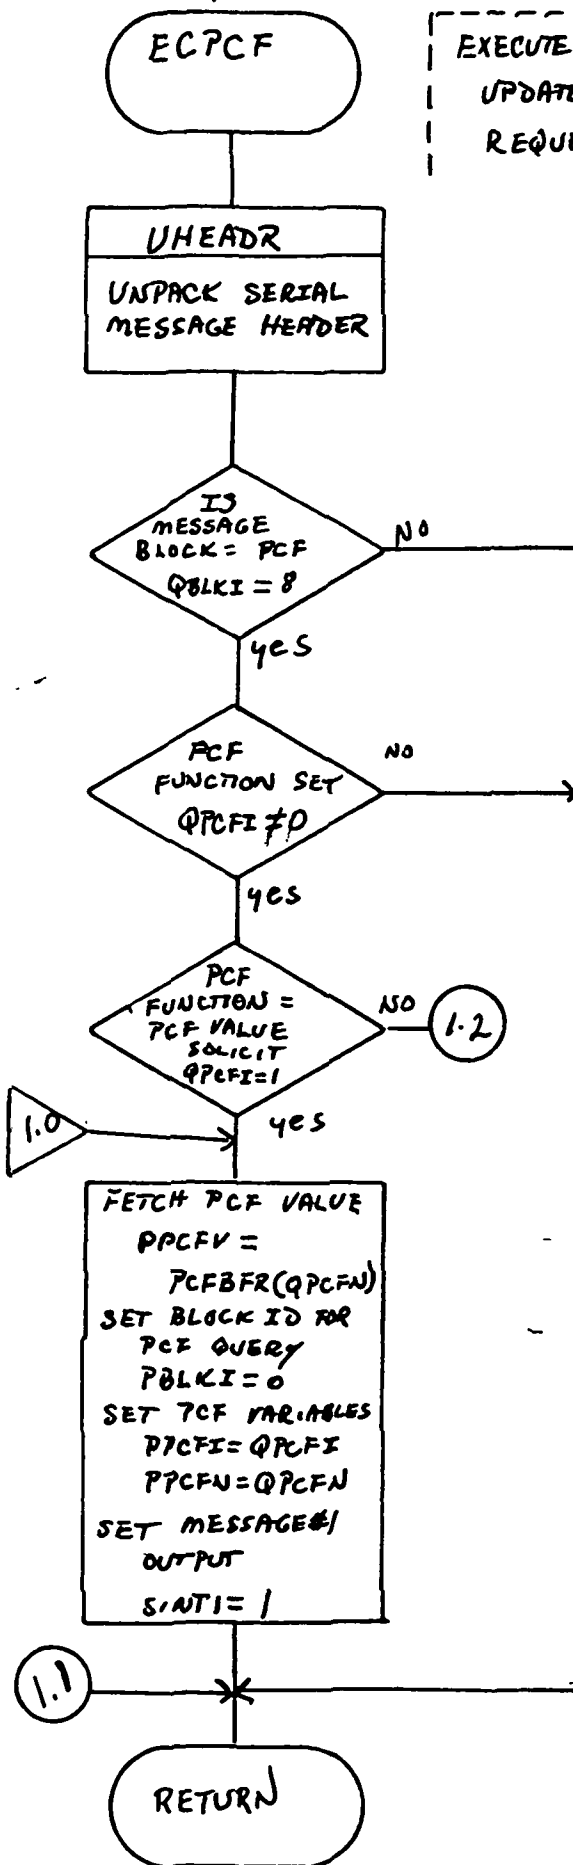 ECPCF
EXECUTE
UPDATE
REQUE
UHEADR
UNPACK SERIAL
MESSAGE HEADER
IS
MESSAGE
BLOCK = PCF
QBLKI = 8
NO
yes
PCF
FUNCTION SET
QPCFI ≠ 0
NO
yes
PCF
FUNCTION =
PCF VALUE
SOLICIT
QPCFI=1
NO
1.2
yes
1.0
FETCH PCF VALUE
PPCFV =
PCFBFR(QPCFN)
SET BLOCK ID FOR
PCF QUERY
PBLKI = 0
SET PCF VARIABLES
PPCFI = QPCFI
PPCFN = QPCFN
SET MESSAGE#1
OUTPUT
SINT1 = 1
1.1
RETURN